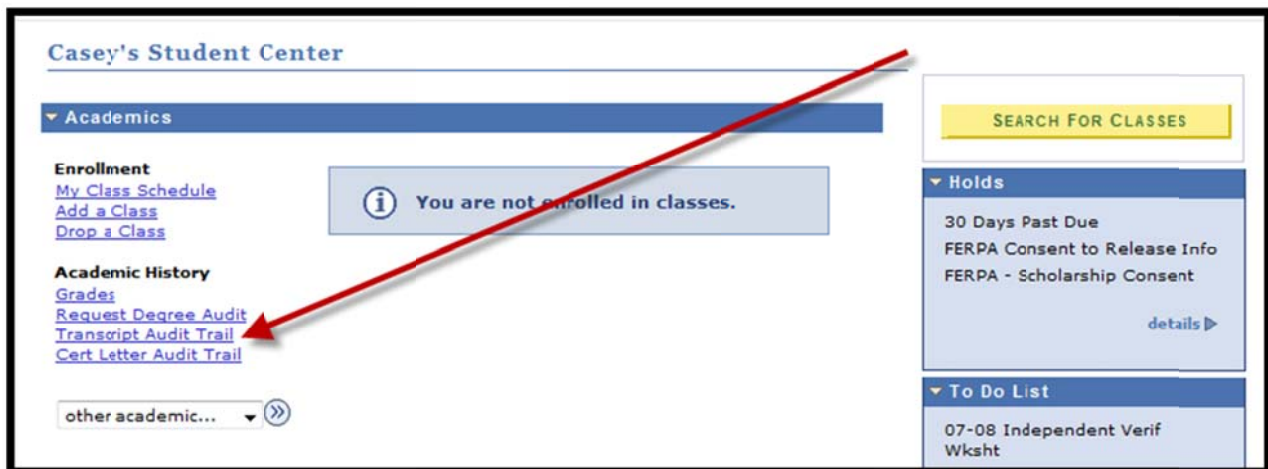 Casey's Student Center
Academics
Enrollment
My Class Schedule
Add a Class
Drop a Class
You are not enrolled in classes.
Academic History
Grades
Request Degree Audit
Transcript Audit Trail
Cert Letter Audit Trail
other academic...
SEARCH FOR CLASSES
Holds
30 Days Past Due
FERPA Consent to Release Info
FERPA - Scholarship Consent
details
To Do List
07-08 Independent Verif
Wksht